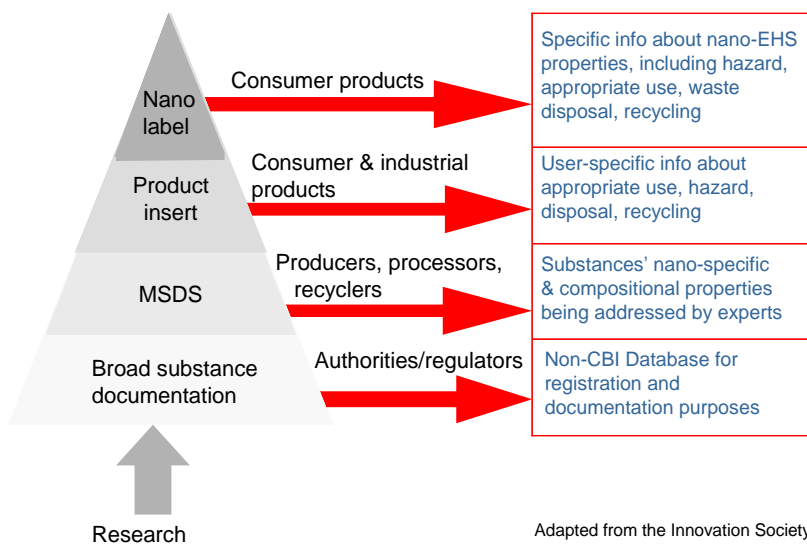 Nano
label
Consumer products
Specific info about nano-EHS
properties, including hazard,
appropriate use, waste
disposal, recycling
Product
insert
Consumer & industrial
products
User-specific info about
appropriate use, hazard,
disposal, recycling
MSDS
Producers, processors,
recyclers
Substances’ nano-specific
& compositional properties
being addressed by experts
Broad substance
documentation
Authorities/regulators
Non-CBI Database for
registration and
documentation purposes
Research
Adapted from the Innovation Society